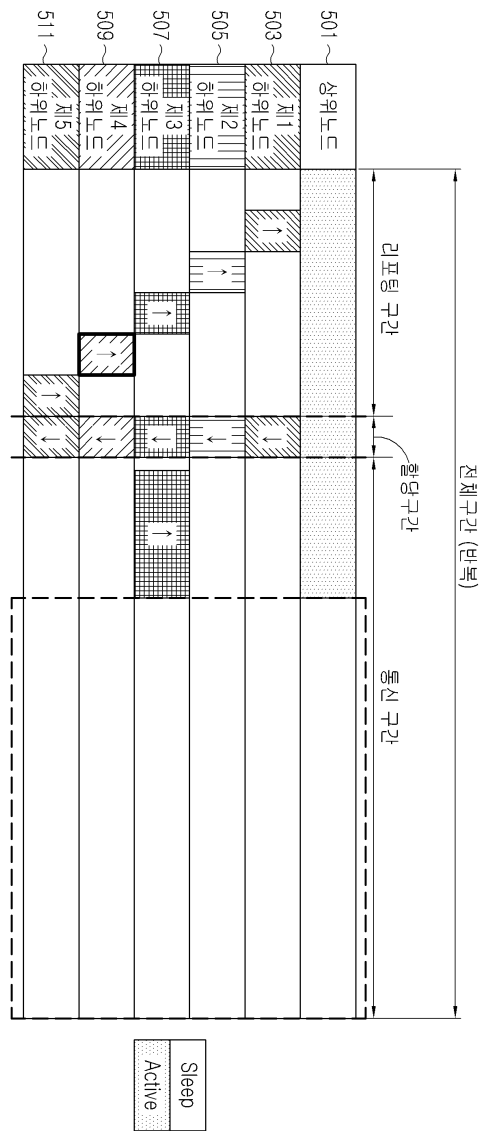 전체구간 (반복)
리포팅 구간
할당구간
통신 구간
501
상위노드
503
제1
하위노드
505
제2
하위노드
507
제3
하위노드
509
제4
하위노드
511
제5
하위노드
Sleep
Active